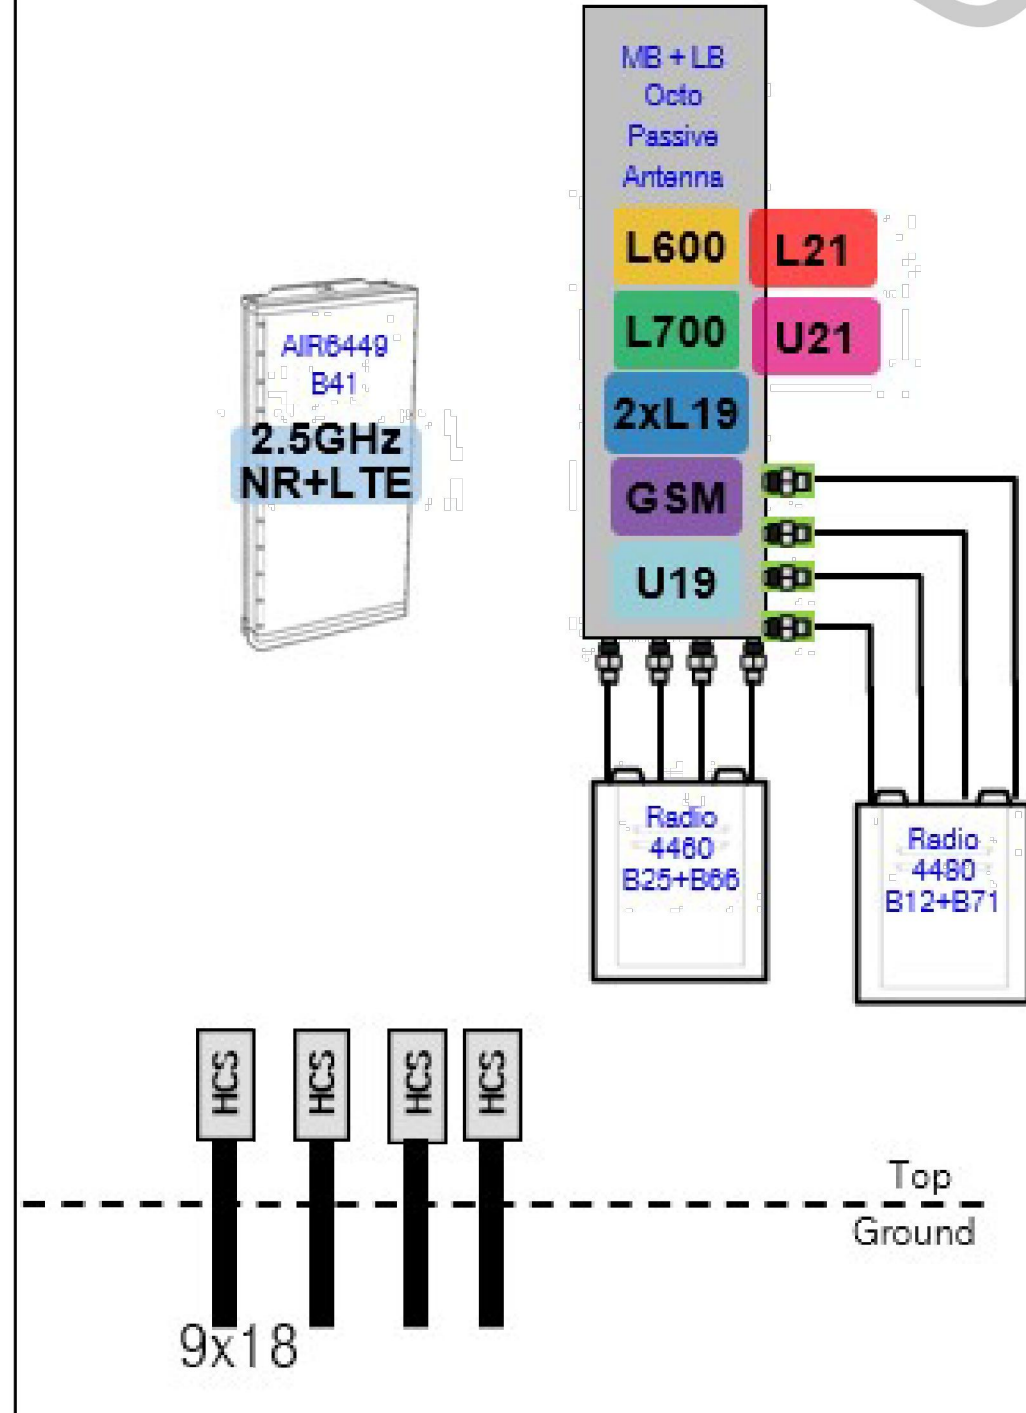 MB + LB
Octo
Passive
Antenna
L600
L21
L700
U21
2xL19
GSM
U19
AIR6449
B41
2.5GHz
NR+LTE
Radio
4460
B25+B66
Radio
4480
B12+B71
HCS
HCS
HCS
HCS
Top
Ground
9x18